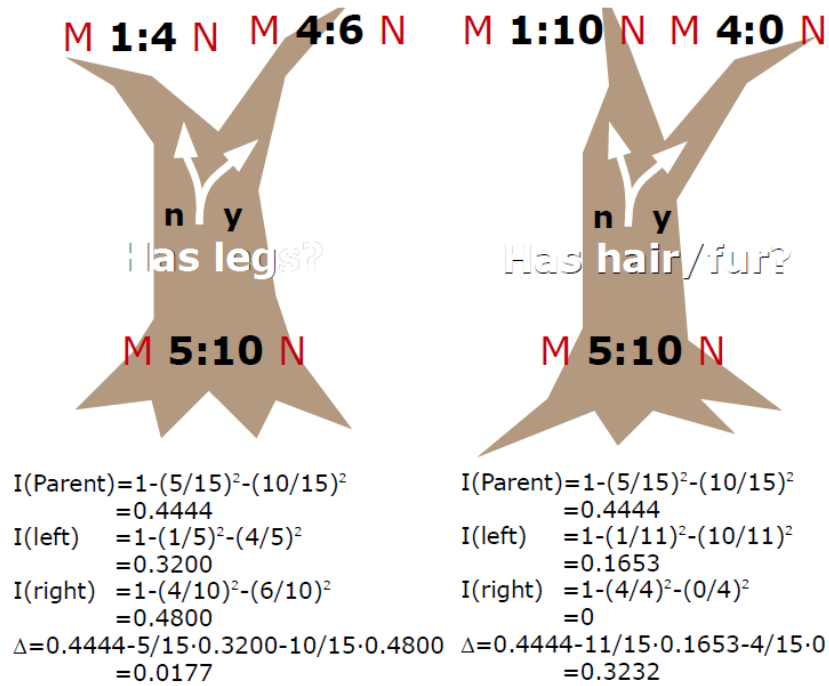 M 1:4 N
M 4:6 N
n y
Has legs?
M 5:10 N
I(Parent)=1-(5/15)²-(10/15)²
=0.4444
I(left) =1-(1/5)²-(4/5)²
=0.3200
I(right) =1-(4/10)²-(6/10)²
=0.4800
Δ=0.4444-5/15·0.3200-10/15·0.4800
=0.0177
M 1:10 N
M 4:0 N
n y
Has hair/fur?
M 5:10 N
I(Parent)=1-(5/15)²-(10/15)²
=0.4444
I(left) =1-(1/11)²-(10/11)²
=0.1653
I(right) =1-(4/4)²-(0/4)²
=0
Δ=0.4444-11/15·0.1653-4/15·0
=0.3232